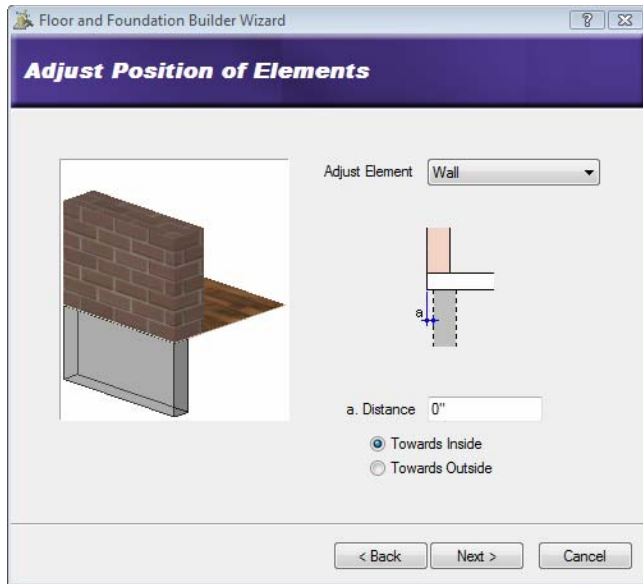 Floor and Foundation Builder Wizard
Adjust Position of Elements
Adjust Element Wall
a
a. Distance 0"
Towards Inside
Towards Outside
< Back Next > Cancel